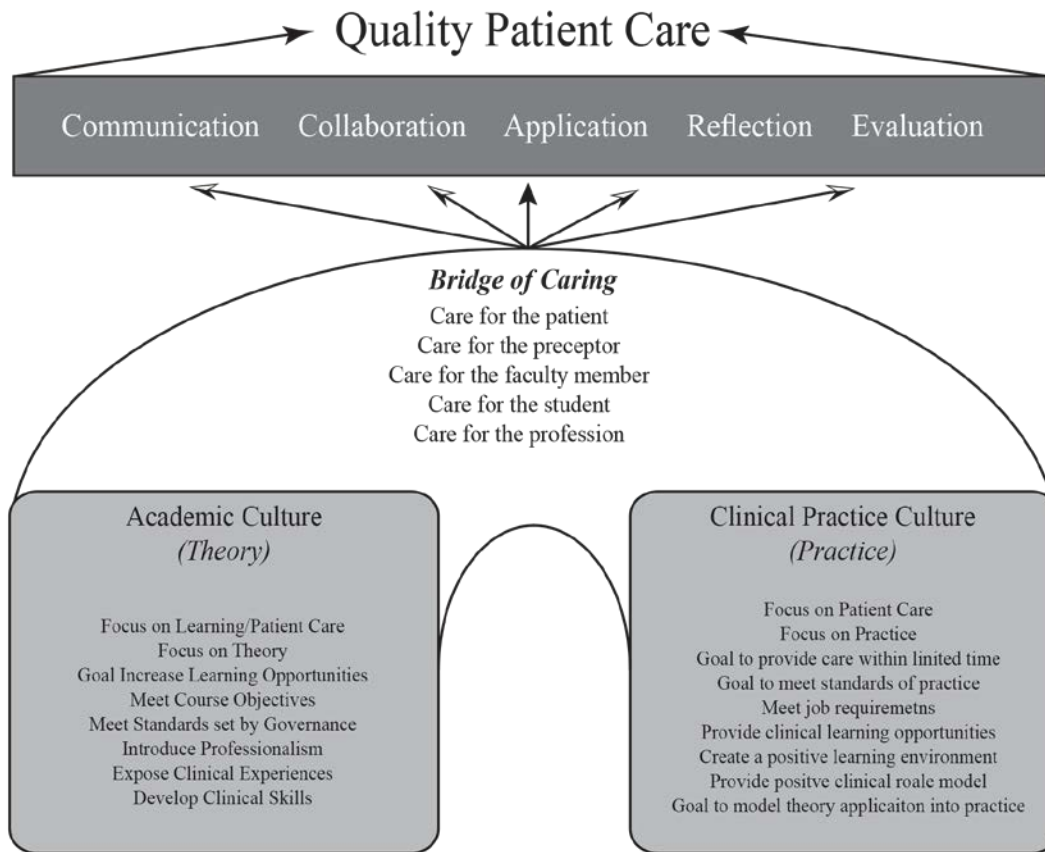 Quality Patient Care
Communication Collaboration Application Reflection Evaluation
Bridge of Caring
Care for the patient
Care for the preceptor
Care for the faculty member
Care for the student
Care for the profession
Academic Culture
(Theory)
Focus on Learning/Patient Care
Focus on Theory
Goal Increase Learning Opportunities
Meet Course Objectives
Meet Standards set by Governance
Introduce Professionalism
Expose Clinical Experiences
Develop Clinical Skills
Clinical Practice Culture
(Practice)
Focus on Patient Care
Focus on Practice
Goal to provide care within limited time
Goal to meet standards of practice
Meet job requiremetns
Provide clinical learning opportunities
Create a positive learning environment
Provide positve clinical roale model
Goal to model theory applicaiton into practice